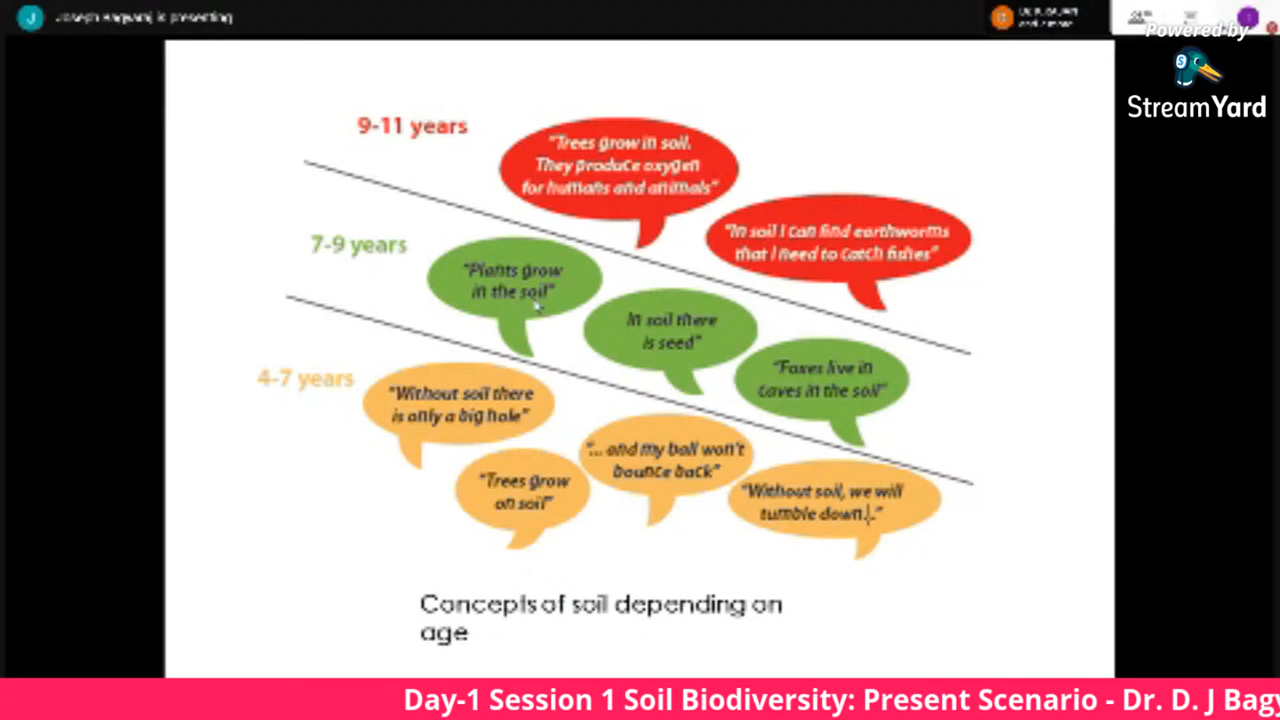 Joseph Bagyaraj is presenting
and 41 more
Powered by
StreamYard
9-11 years
"Trees grow in soil.
They produce oxygen
for humans and animals"
"In soil I can find earthworms
that I need to catch fishes"
7-9 years
"Plants grow
in the soil"
In soil there
is seed"
"Foxes live in
caves in the soil"
4-7 years
"Without soil there
is only a big hole"
"... and my ball won't
bounce back"
"Trees grow
on soil"
"Without soil, we will
tumble down.."
Concepts of soil depending on
age
Day-1 Session 1 Soil Biodiversity: Present Scenario - Dr. D. J Bagy